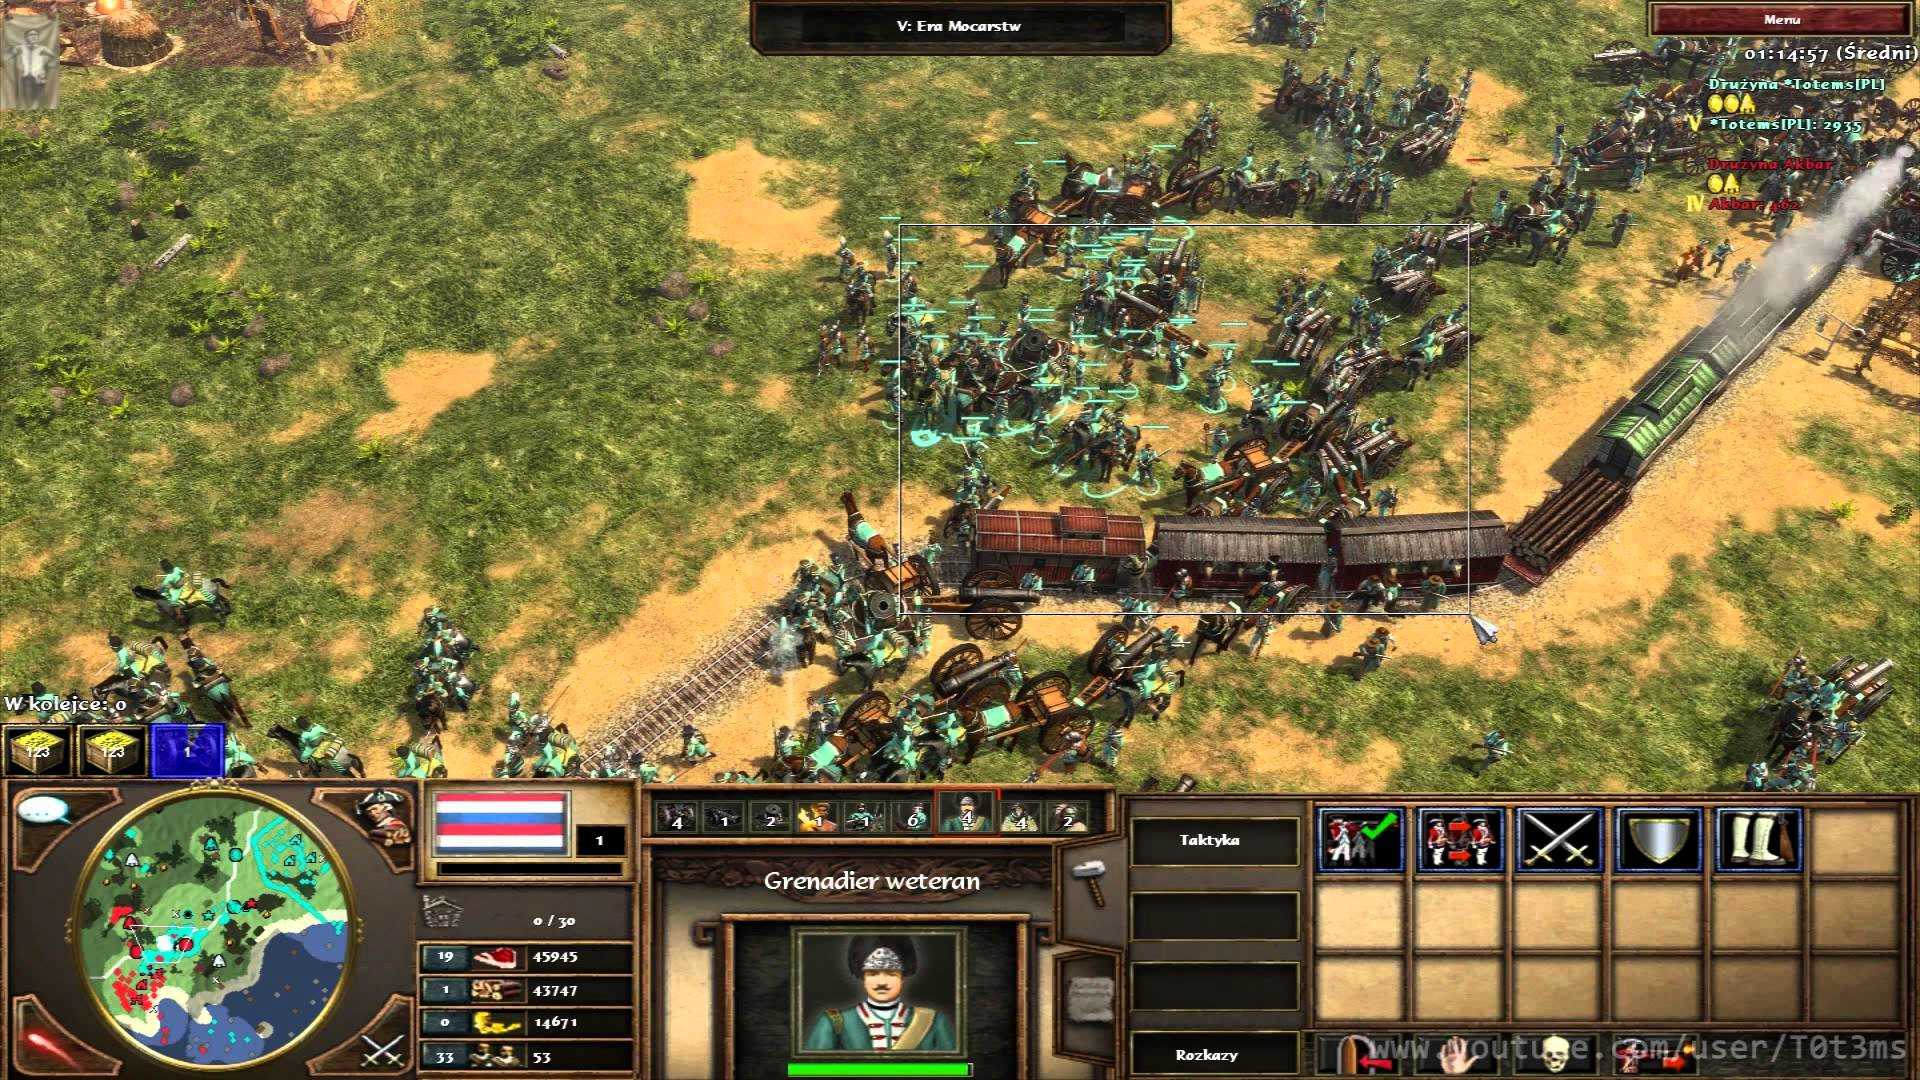 V: Era Mocarstw
Menu
01:14:57 (Średni)
Drużyna *Totems[PL]
V *Totems[PL]: 2935
Drużyna Akbar
IV Akbar: 462
W kolejce: 0
123 123 1
1
4 1 2 1 1 6 4 4 2
Taktyka
Grenadier weteran
0 / 30
19 45945
1 43747
0 14671
33 53
Rozkazy
www.youtube.com/user/T0t3ms